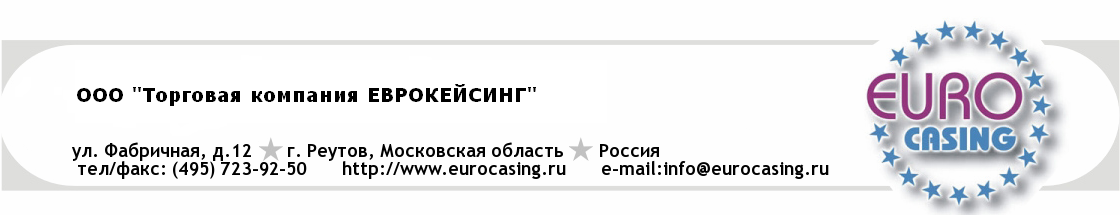 ООО "Торговая компания ЕВРОКЕЙСИНГ"
ул. Фабричная, д.12 ★ г. Реутов, Московская область ★ Россия
тел/факс: (495) 723-92-50 http://www.eurocasing.ru e-mail:info@eurocasing.ru
EURO
CASING